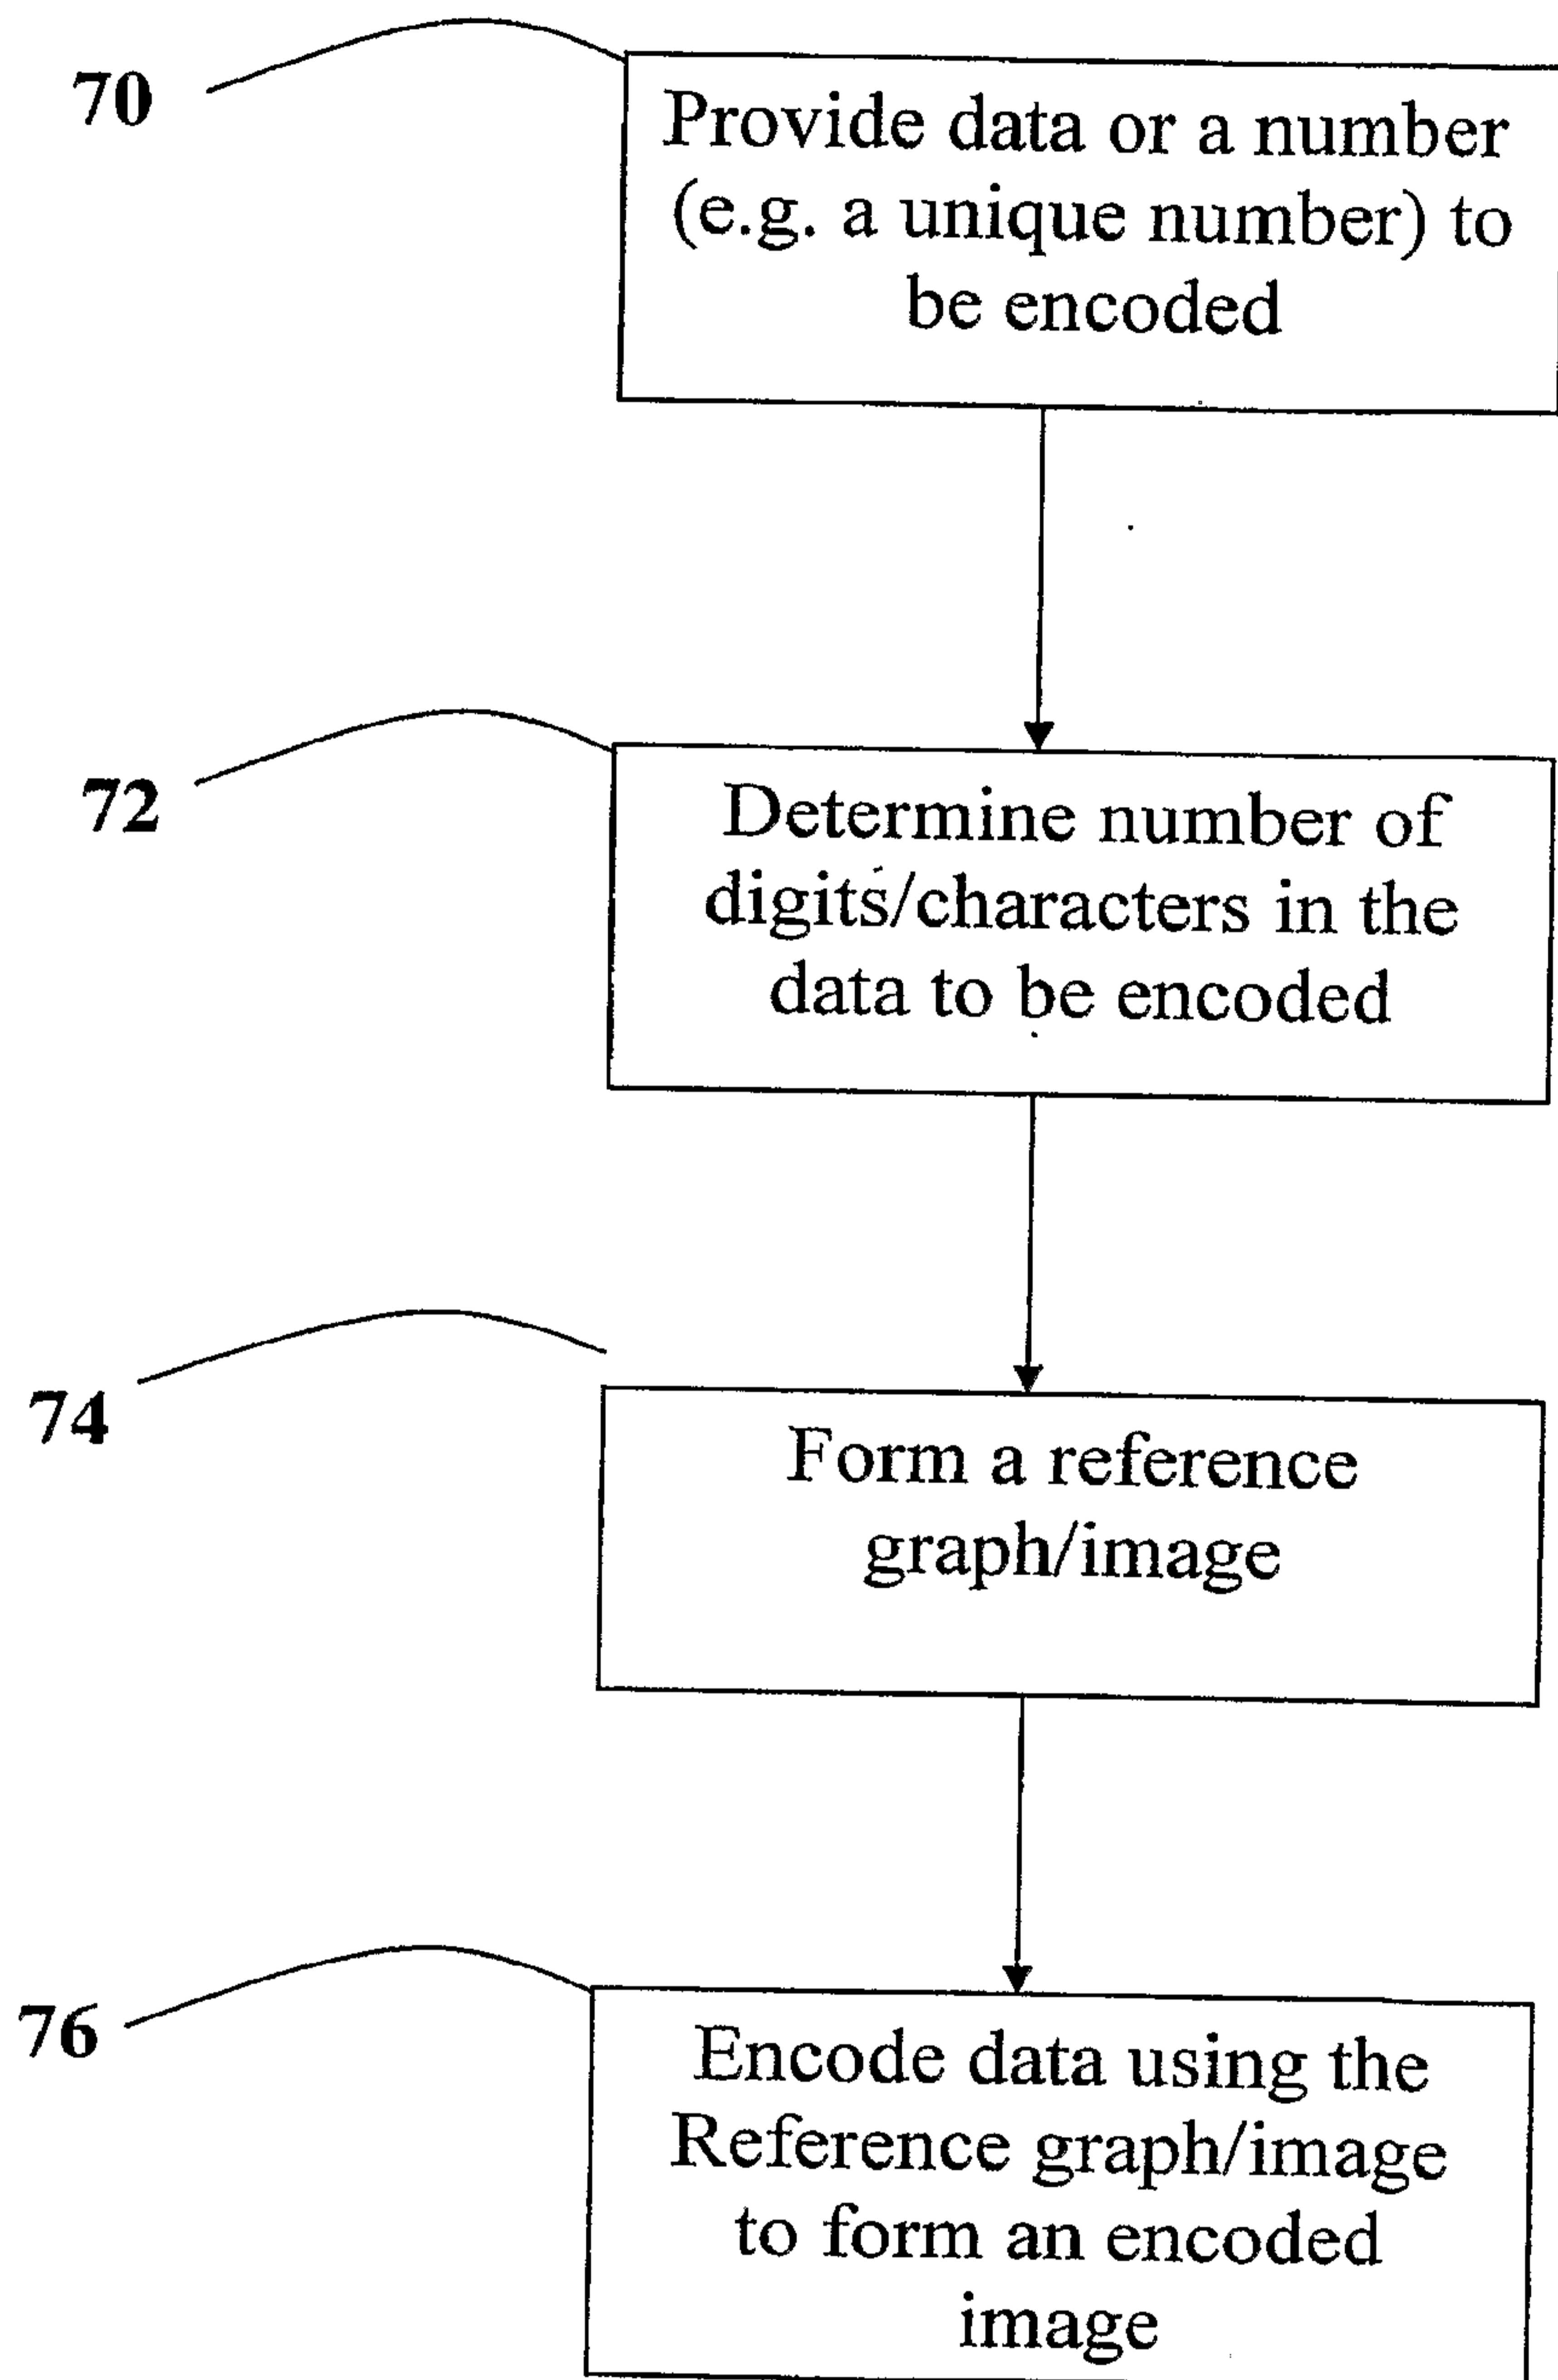 70
Provide data or a number
(e.g. a unique number) to
be encoded
72
Determine number of
digits/characters in the
data to be encoded
74
Form a reference
graph/image
76
Encode data using the
Reference graph/image
to form an encoded
image